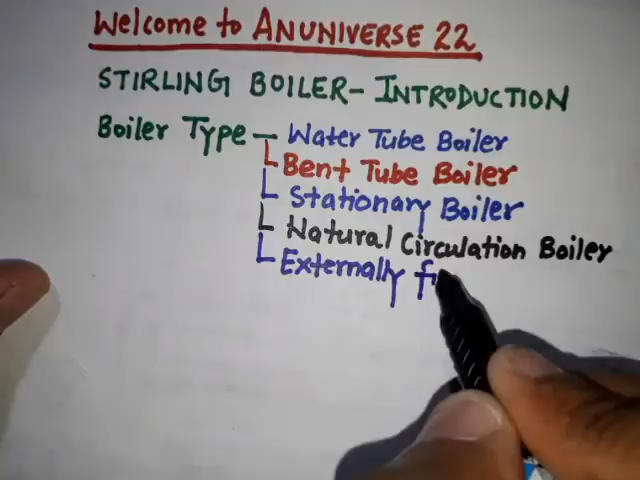 Welcome to ANUNIVERSE 22
STIRLING BOILER- INTRODUCTION
Boiler Type - Water Tube Boiler
Bent Tube Boiler
Stationary Boiler
Natural Circulation Boiler
Externally f